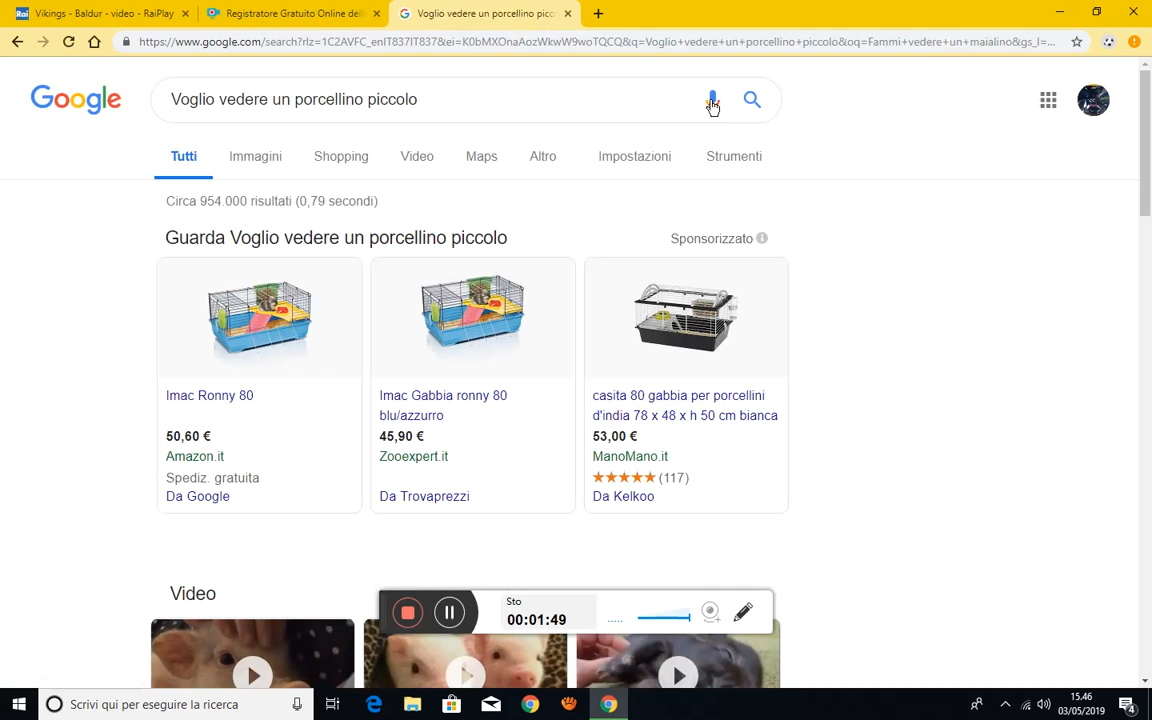 Vikings - Baldur - video - RaiPlay
Registratore Gratuito Online dell
Voglio vedere un porcellino picc
https://www.google.com/search?rlz=1C2AVFC_enIT837IT837&ei=K0bMXOnaAozWkwW9woTQCQ&q=Voglio+vedere+un+porcellino+piccolo&oq=Fammi+vedere+un+maialino&gs_l=...
Google
Voglio vedere un porcellino piccolo
Tutti
Immagini
Shopping
Video
Maps
Altro
Impostazioni
Strumenti
Circa 954.000 risultati (0,79 secondi)
Guarda Voglio vedere un porcellino piccolo
Sponsorizzato
Imac Ronny 80
50,60 €
Amazon.it
Spediz. gratuita
Da Google
Imac Gabbia ronny 80
blu/azzurro
45,90 €
Zooexpert.it
Da Trovaprezzi
casita 80 gabbia per porcellini
d'india 78 x 48 x h 50 cm bianca
53,00 €
ManoMano.it
(117)
Da Kelkoo
Video
Sto
00:01:49
Scrivi qui per eseguire la ricerca
15.46
03/05/2019
4